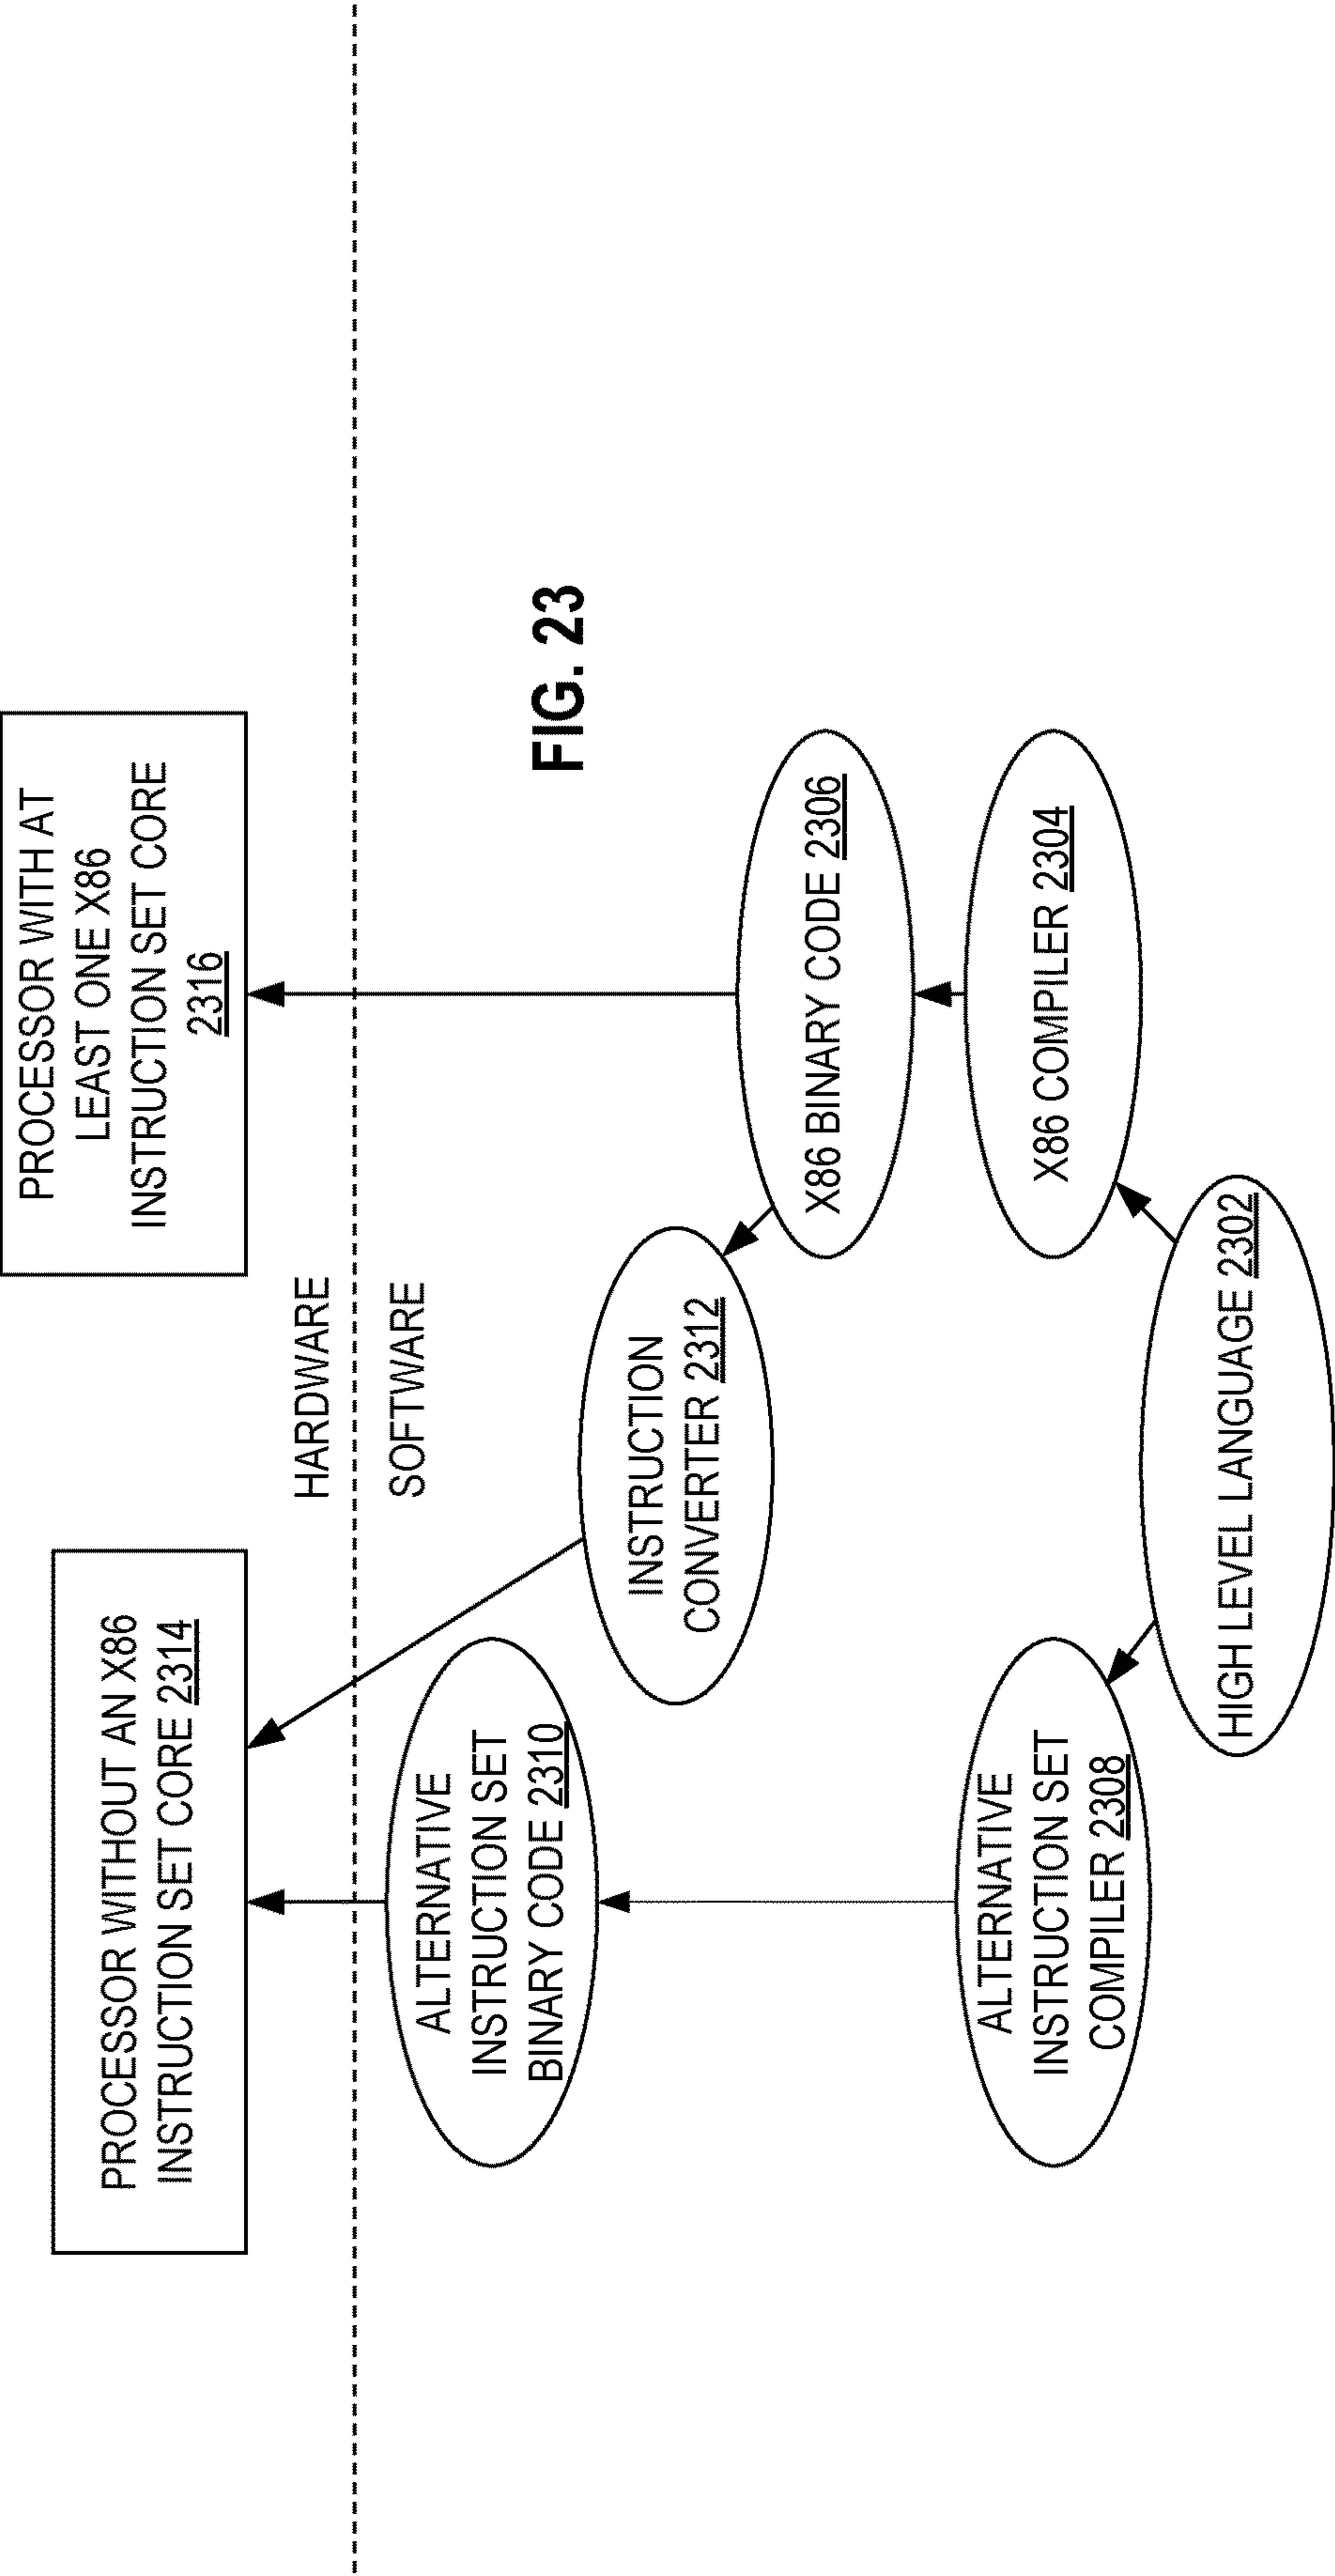 PROCESSOR WITHOUT AN X86
INSTRUCTION SET CORE 2314
PROCESSOR WITH AT
LEAST ONE X86
INSTRUCTION SET CORE
2316
HARDWARE
SOFTWARE
ALTERNATIVE
INSTRUCTION SET
BINARY CODE 2310
INSTRUCTION
CONVERTER 2312
FIG. 23
X86 BINARY CODE 2306
ALTERNATIVE
INSTRUCTION SET
COMPILER 2308
X86 COMPILER 2304
HIGH LEVEL LANGUAGE 2302